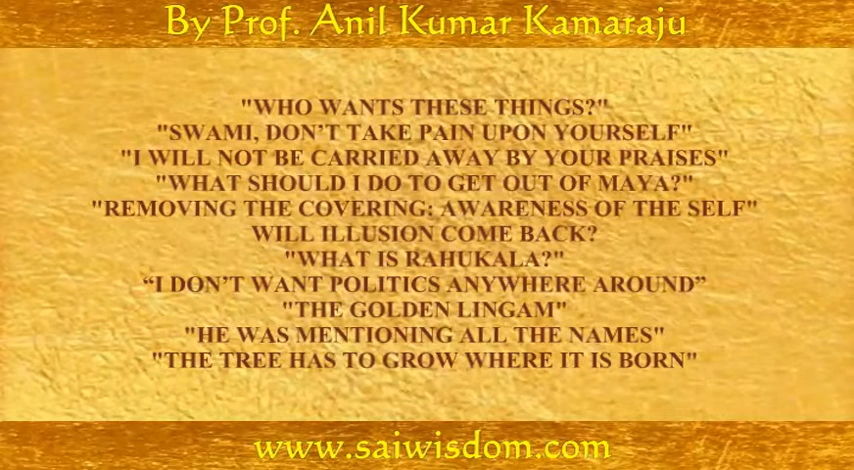 By Prof. Anil Kumar Kamaraju
"WHO WANTS THESE THINGS?"
"SWAMI, DON’T TAKE PAIN UPON YOURSELF"
"I WILL NOT BE CARRIED AWAY BY YOUR PRAISES"
"WHAT SHOULD I DO TO GET OUT OF MAYA?"
"REMOVING THE COVERING: AWARENESS OF THE SELF"
WILL ILLUSION COME BACK?
"WHAT IS RAHUKALA?"
“I DON’T WANT POLITICS ANYWHERE AROUND”
"THE GOLDEN LINGAM"
"HE WAS MENTIONING ALL THE NAMES"
"THE TREE HAS TO GROW WHERE IT IS BORN"
www.saiwisdom.com